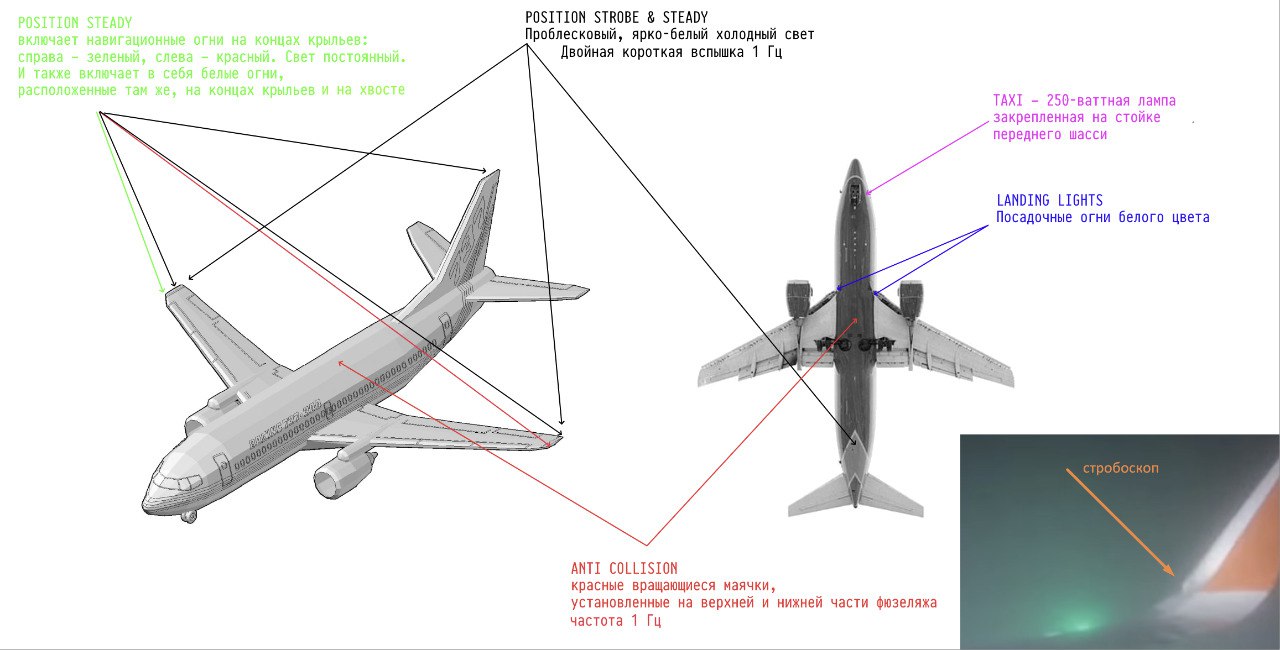 POSITION STEADY
включает навигационные огни на концах крыльев:
справа – зеленый, слева – красный. Свет постоянный.
И также включает в себя белые огни,
расположенные там же, на концах крыльев и на хвосте
POSITION STROBE & STEADY
Проблесковый, ярко-белый холодный свет
Двойная короткая вспышка 1 Гц
TAXI – 250-ваттная лампа
закрепленная на стойке
переднего шасси
LANDING LIGHTS
Посадочные огни белого цвета
стробоскоп
ANTI COLLISION
красные вращающиеся маячки,
установленные на верхней и нижней части фюзеляжа
частота 1 Гц